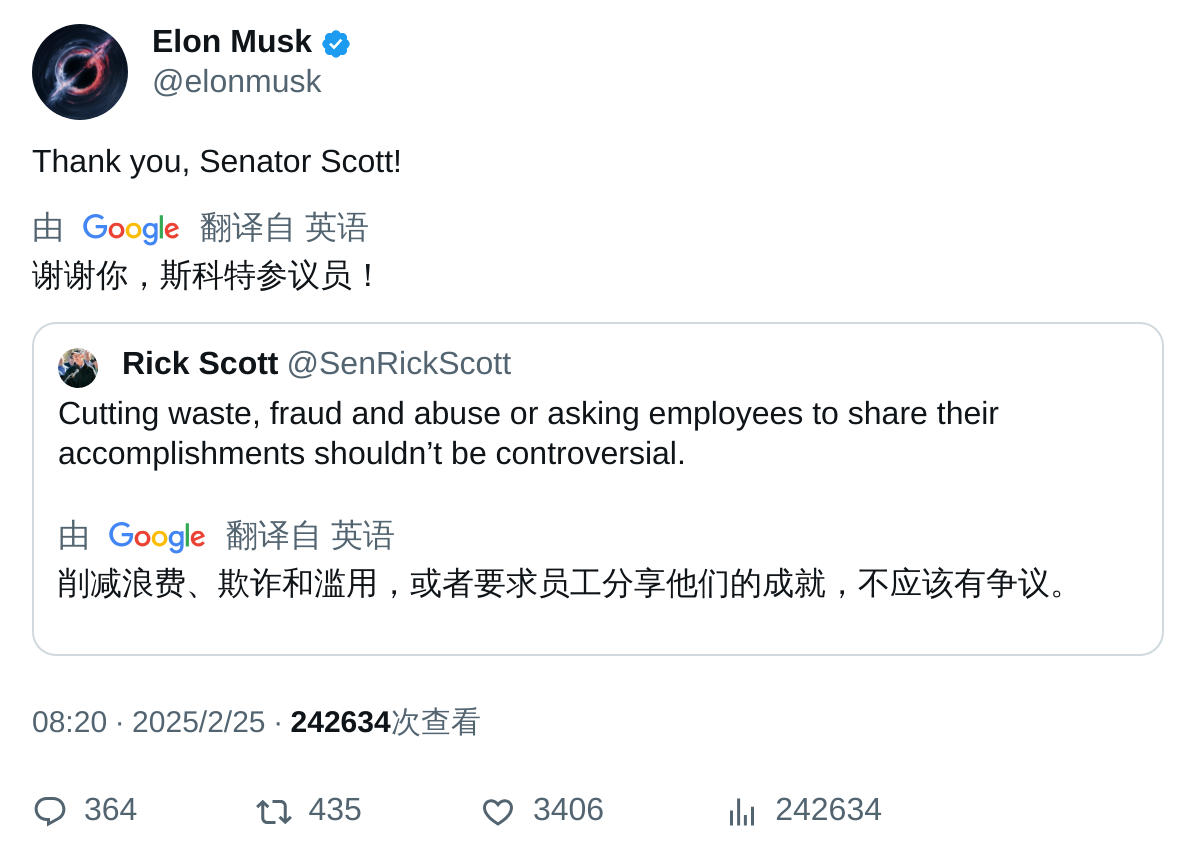 Elon Musk
@elonmusk
Thank you, Senator Scott!
由 Google 翻译自 英语
谢谢你，斯科特参议员！
Rick Scott @SenRickScott
Cutting waste, fraud and abuse or asking employees to share their
accomplishments shouldn’t be controversial.
由 Google 翻译自 英语
削减浪费、欺诈和滥用，或者要求员工分享他们的成就，不应该有争议。
08:20 · 2025/2/25 · 242634次查看
364 435 3406 242634